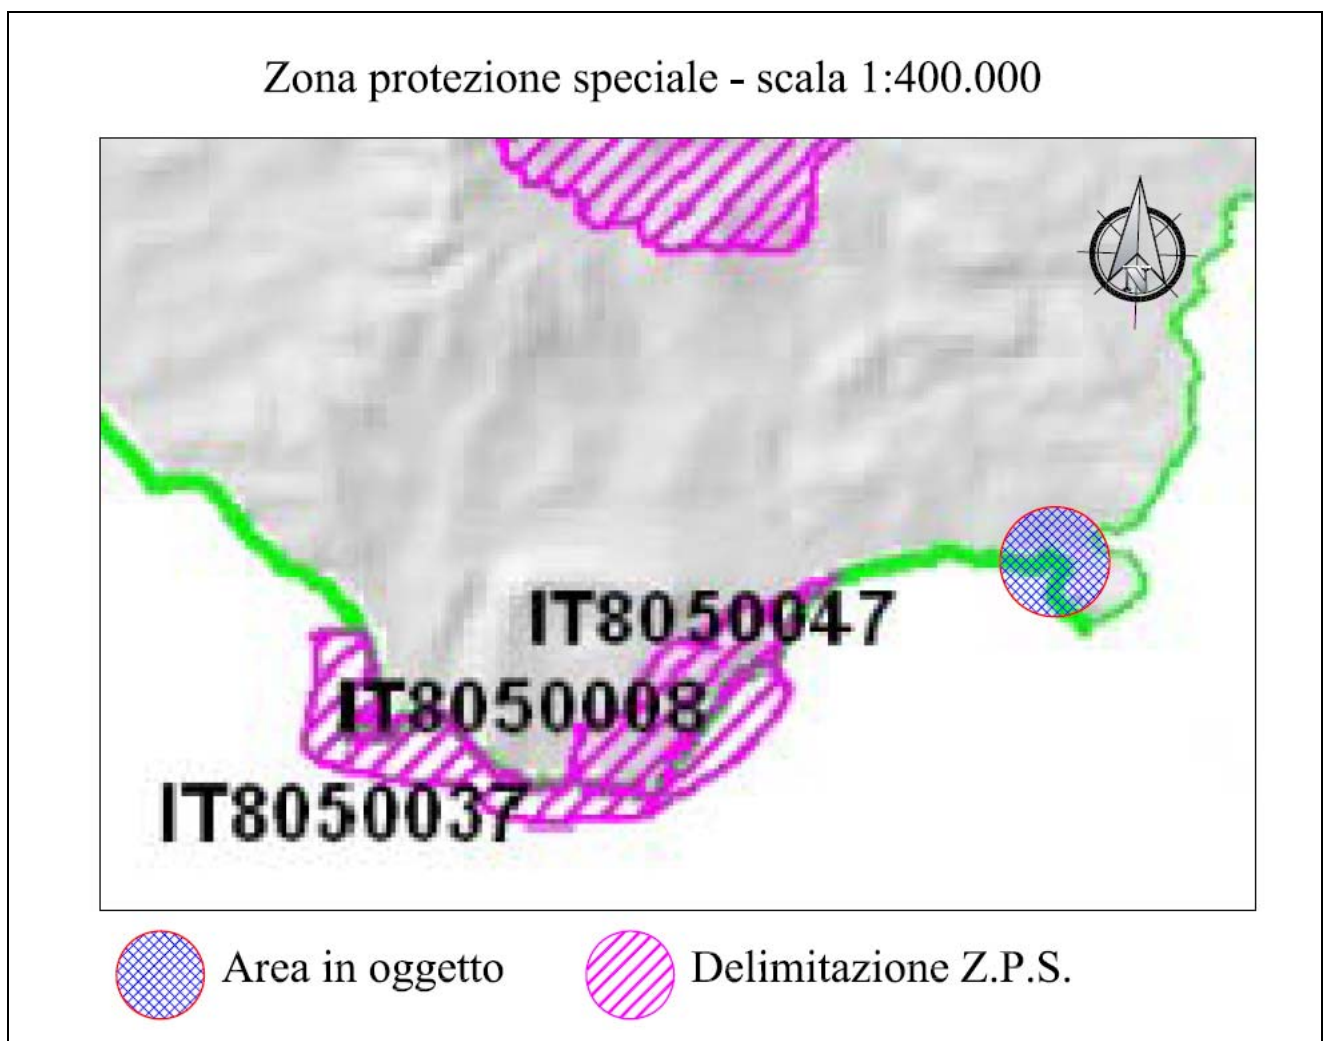 Zona protezione speciale - scala 1:400.000
N
IT8050047
IT8050008
IT8050037
Area in oggetto
Delimitazione Z.P.S.